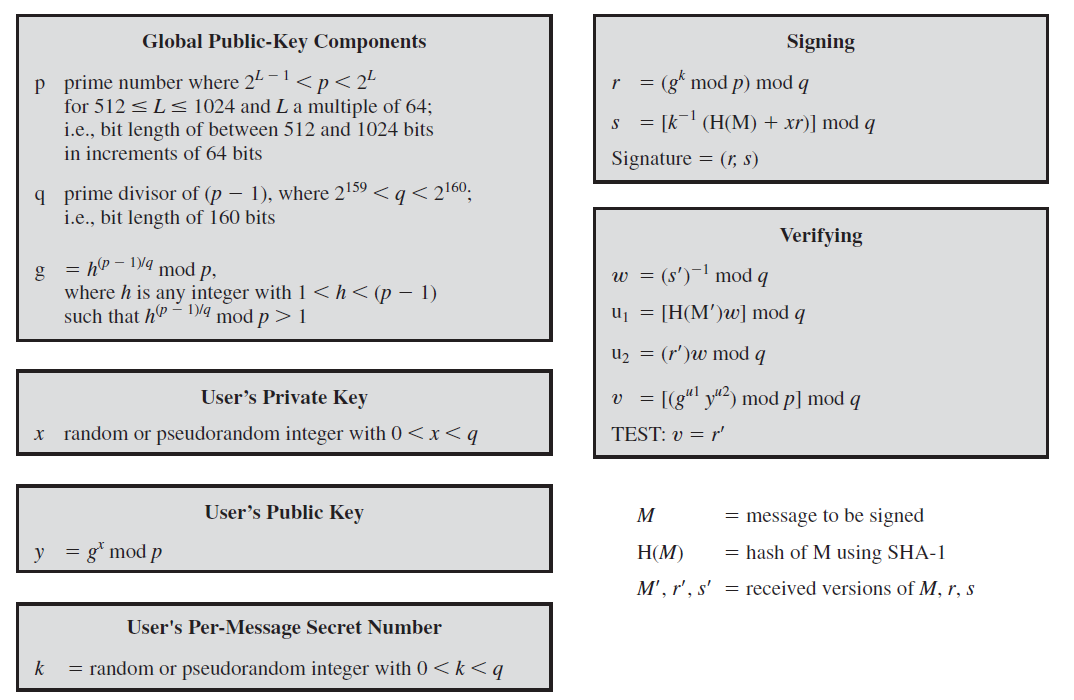 Global Public-Key Components
p prime number where 2^{L – 1} < p < 2^L
for 512 ≤ L ≤ 1024 and L a multiple of 64;
i.e., bit length of between 512 and 1024 bits
in increments of 64 bits
q prime divisor of (p – 1), where 2^{159} < q < 2^{160};
i.e., bit length of 160 bits
g = h^{(p – 1)/q} mod p,
where h is any integer with 1 < h < (p – 1)
such that h^{(p – 1)/q} mod p > 1
User’s Private Key
x random or pseudorandom integer with 0 < x < q
User’s Public Key
y = g^x mod p
User's Per-Message Secret Number
k = random or pseudorandom integer with 0 < k < q
Signing
r = (g^k mod p) mod q
s = [k^{–1} (H(M) + xr)] mod q
Signature = (r, s)
Verifying
w = (s')^{–1} mod q
u_1 = [H(M')w] mod q
u_2 = (r')w mod q
v = [(g^{u1} y^{u2}) mod p] mod q
TEST: v = r'
M = message to be signed
H(M) = hash of M using SHA-1
M', r', s' = received versions of M, r, s